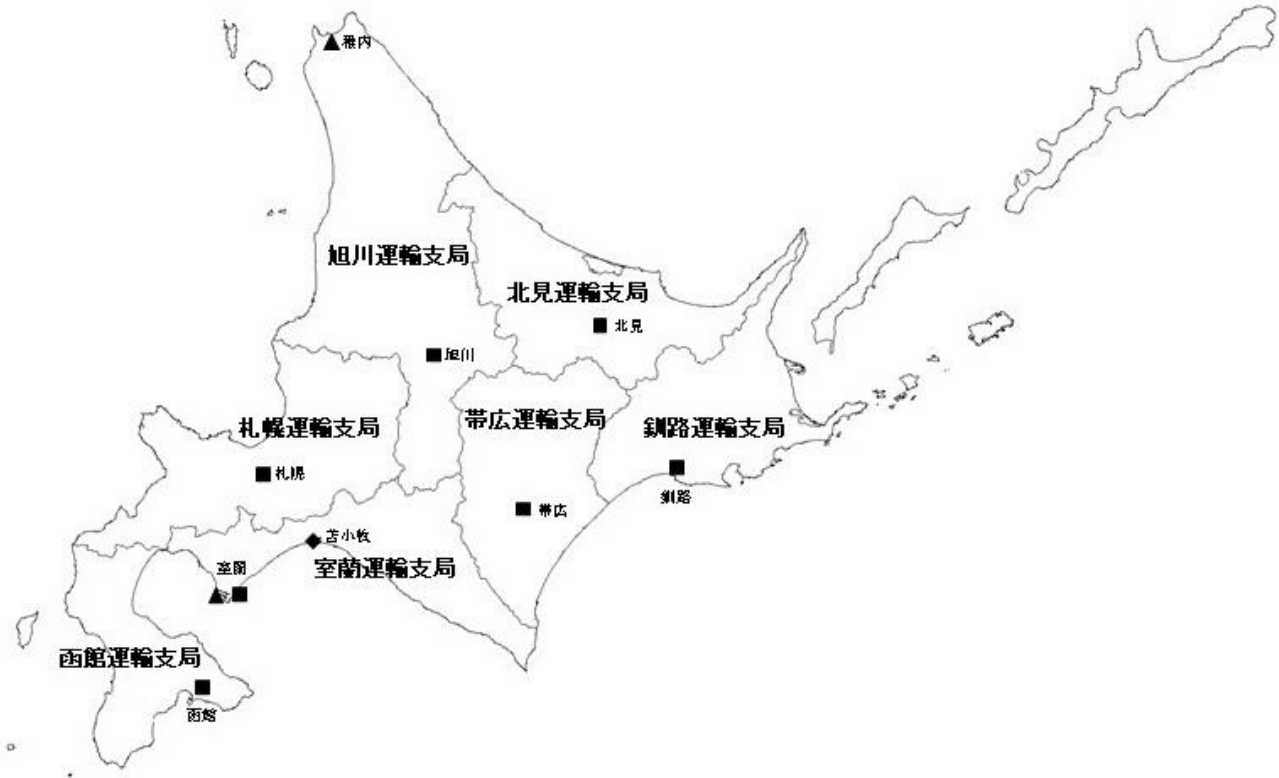 稚内
旭川運輸支局
北見運輸支局
北見
旭川
札幌運輸支局
帯広運輸支局
釧路運輸支局
札幌
釧路
帯広
苫小牧
室蘭
室蘭運輸支局
函館運輸支局
函館